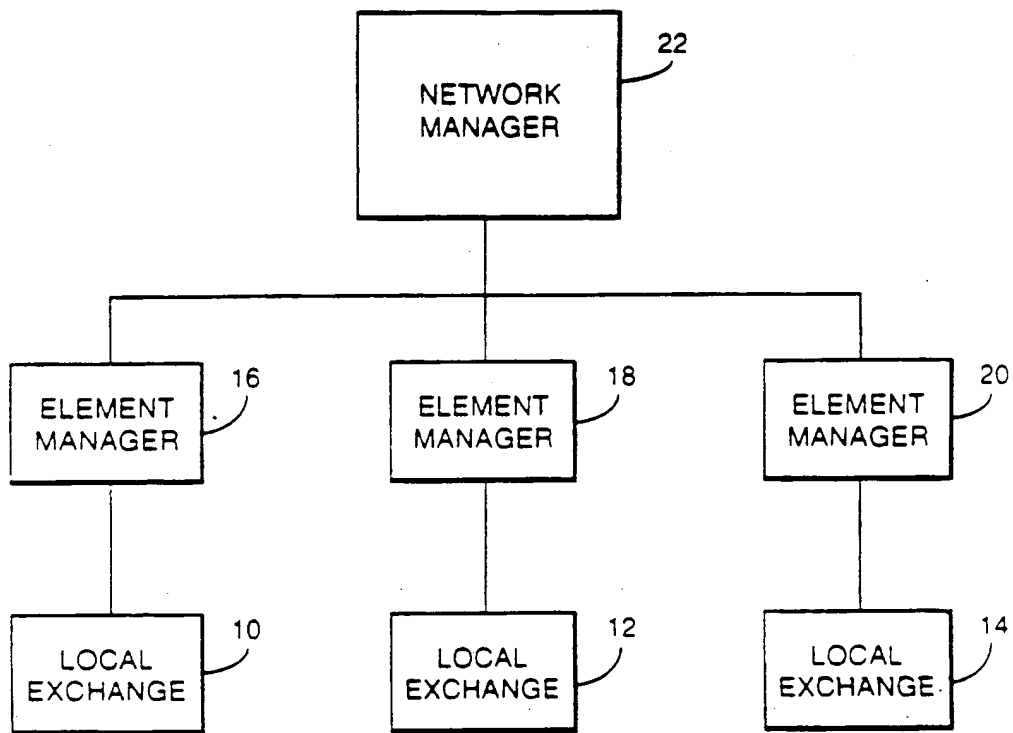 22
NETWORK
MANAGER
16
ELEMENT
MANAGER
18
ELEMENT
MANAGER
20
ELEMENT
MANAGER
10
LOCAL
EXCHANGE
12
LOCAL
EXCHANGE
14
LOCAL
EXCHANGE